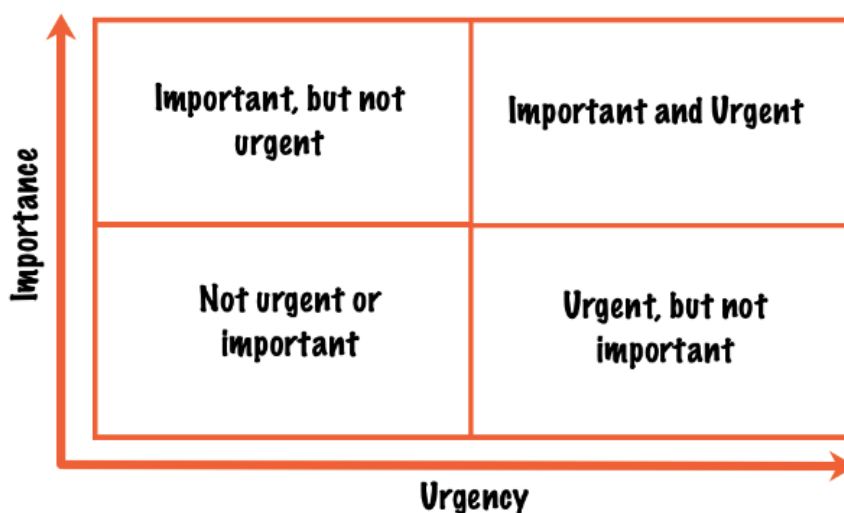 Important, but not
urgent
Important and Urgent
Importance
Not urgent or
important
Urgent, but not
important
Urgency